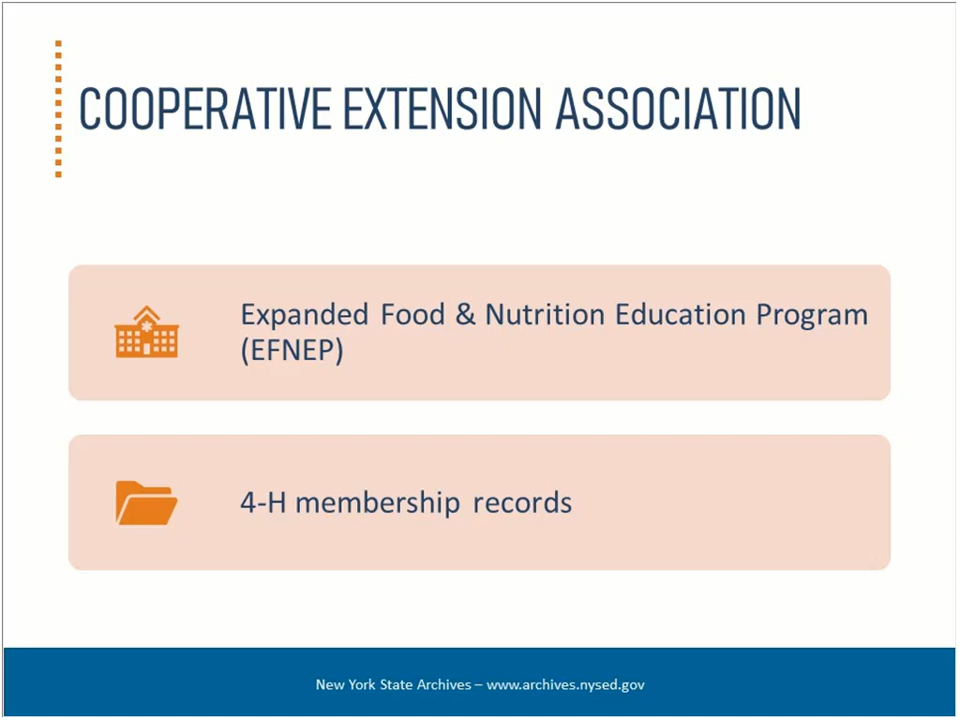 COOPERATIVE EXTENSION ASSOCIATION
Expanded Food & Nutrition Education Program
(EFNEP)
4-H membership records
New York State Archives – www.archives.nysed.gov